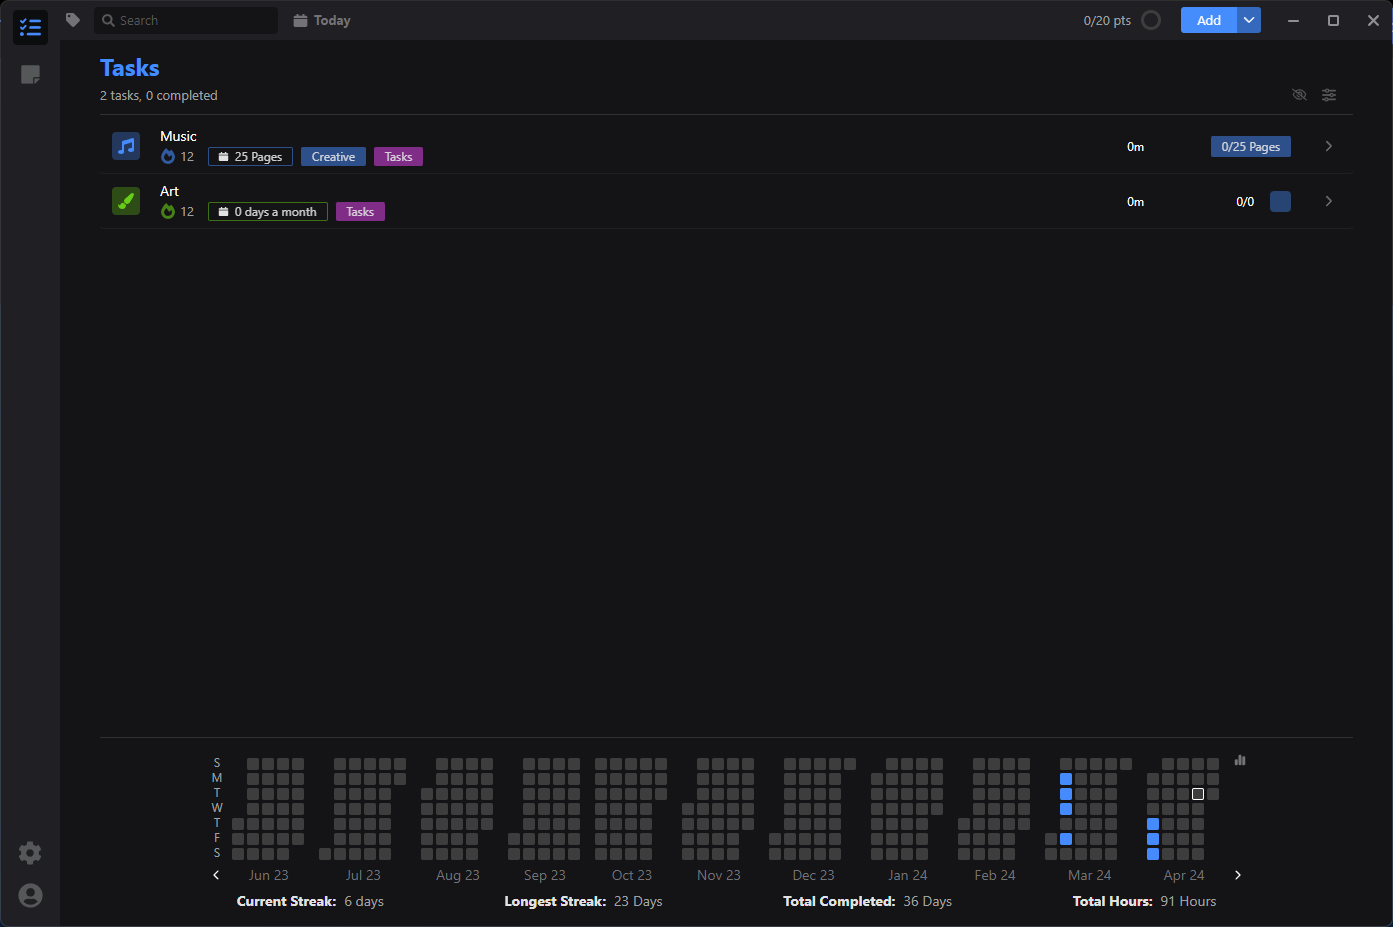 Search
Today
0/20 pts
Add
Tasks
2 tasks, 0 completed
Music
12
25 Pages
Creative
Tasks
0m
0/25 Pages
Art
12
0 days a month
Tasks
0m
0/0
S
M
T
W
T
F
S
Jun 23
Jul 23
Aug 23
Sep 23
Oct 23
Nov 23
Dec 23
Jan 24
Feb 24
Mar 24
Apr 24
Current Streak: 6 days
Longest Streak: 23 Days
Total Completed: 36 Days
Total Hours: 91 Hours